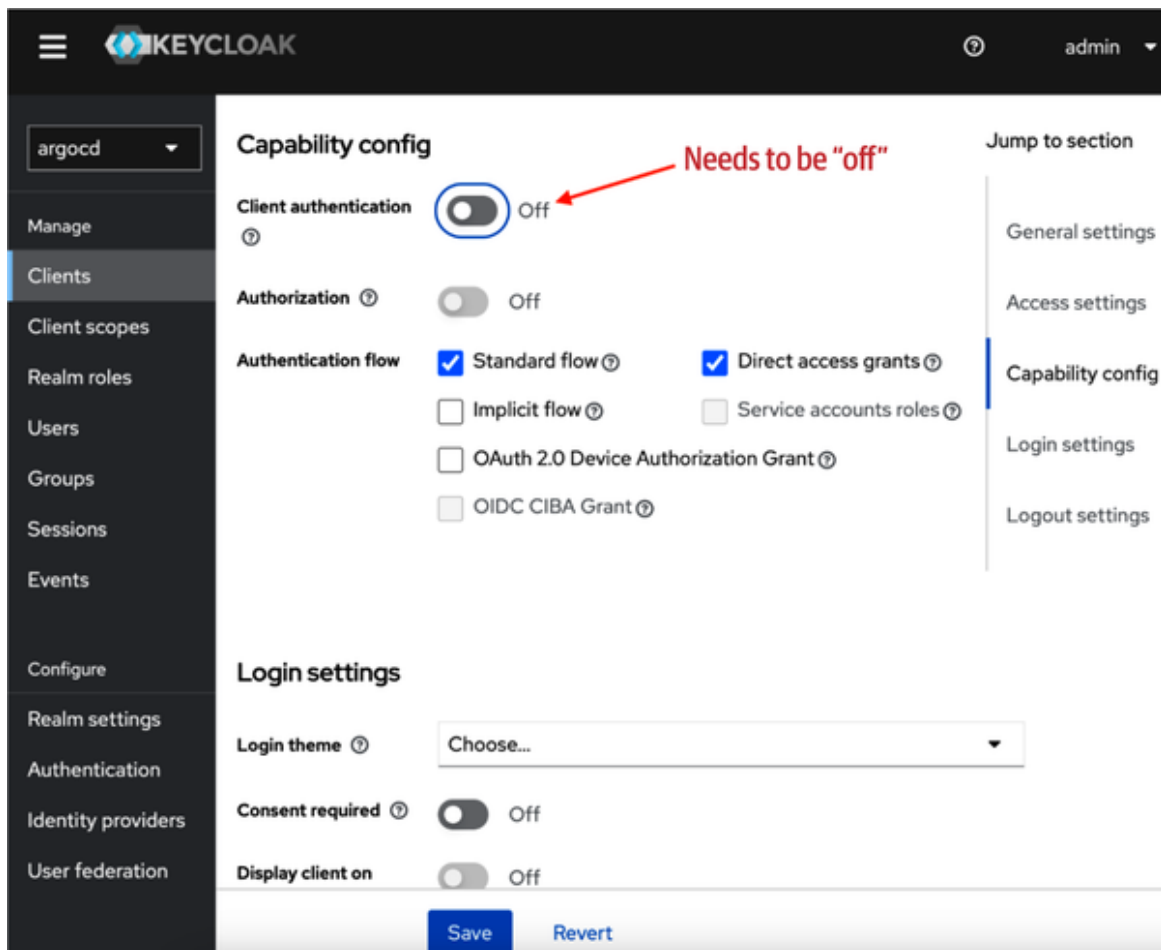 KEYCLOAK
admin
argocd
Manage
Clients
Client scopes
Realm roles
Users
Groups
Sessions
Events
Configure
Realm settings
Authentication
Identity providers
User federation
Capability config
Needs to be “off”
Client authentication
Off
Authorization
Off
Authentication flow
Standard flow
Direct access grants
Implicit flow
Service accounts roles
OAuth 2.0 Device Authorization Grant
OIDC CIBA Grant
Login settings
Login theme
Choose...
Consent required
Off
Display client on
Off
Save
Revert
Jump to section
General settings
Access settings
Capability config
Login settings
Logout settings